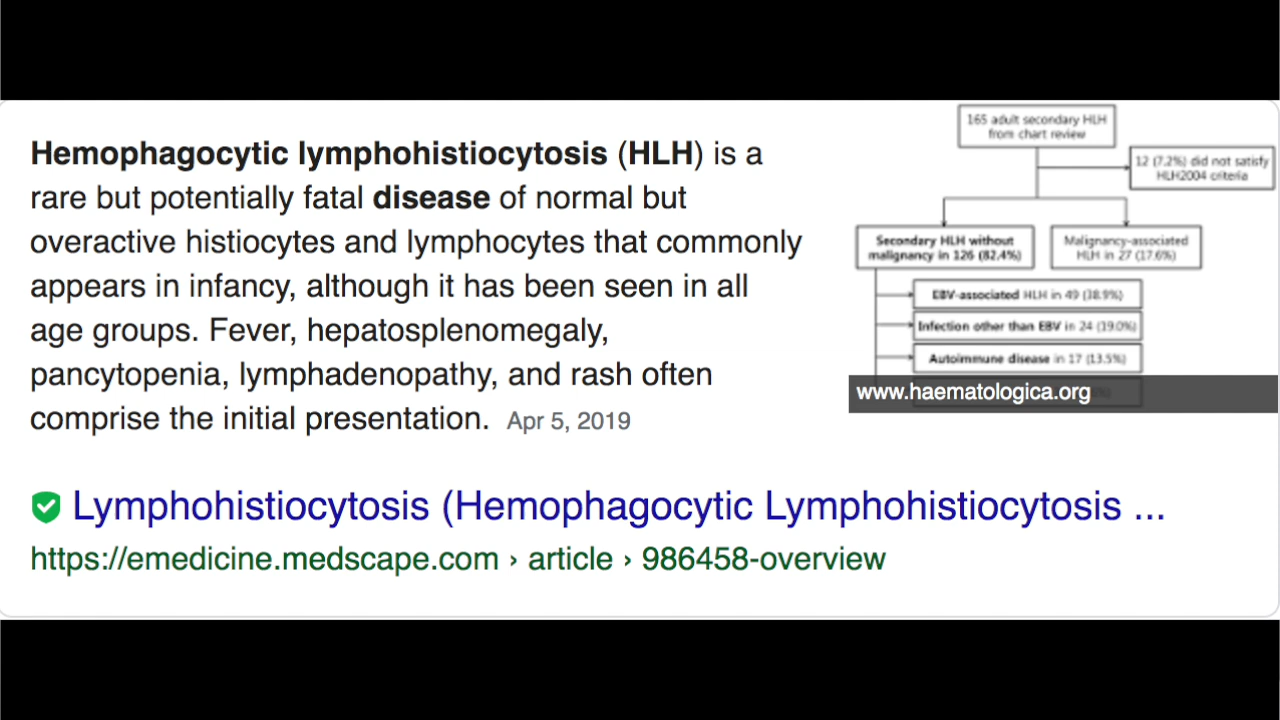 Hemophagocytic lymphohistiocytosis (HLH) is a
rare but potentially fatal disease of normal but
overactive histiocytes and lymphocytes that commonly
appears in infancy, although it has been seen in all
age groups. Fever, hepatosplenomegaly,
pancytopenia, lymphadenopathy, and rash often
comprise the initial presentation. Apr 5, 2019
165 adult secondary HLH
from chart review
12 (7.2%) did not satisfy
HLH2004 criteria
Secondary HLH without
malignancy in 126 (82.4%)
Malignancy-associated
HLH in 27 (17.6%)
EBV-associated HLH in 49 (38.9%)
Infection other than EBV in 24 (19.0%)
Autoimmune disease in 17 (13.5%)
www.haematologica.org
Lymphohistiocytosis (Hemophagocytic Lymphohistiocytosis ...
https://emedicine.medscape.com › article › 986458-overview